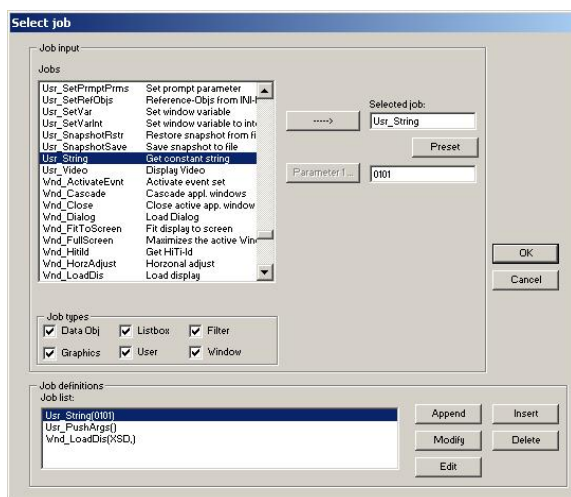 Select job
Job input
Jobs
Usr_SetPrmptPrms Set prompt parameter
Usr_SetRefObjs Reference-Objs from INI-f
Usr_SetVar Set window variable
Usr_SetVarInt Set window variable to inte
Usr_SnapshotRstr Restore snapshot from fi
Usr_SnapshotSave Save snapshot to file
Usr_String Get constant string
Usr_Video Display Video
Wnd_ActivateEvnt Activate event set
Wnd_Cascade Cascade appl. windows
Wnd_Close Close active app. window
Wnd_Dialog Load Dialog
Wnd_FitToScreen Fit display to screen
Wnd_FullScreen Maximizes the active Wind
Wnd_HitiId Get HiTi-Id
Wnd_HorzAdjust Horzonal adjust
Wnd_LoadDis Load display
----->
Selected job:
Usr_String
Preset
Parameter 1...
0101
OK
Cancel
Job types
Data Obj Listbox Filter
Graphics User Window
Job definitions
Job list:
Usr_String(0101)
Usr_PushArgs()
Wnd_LoadDis(XSD,)
Append Insert
Modify Delete
Edit